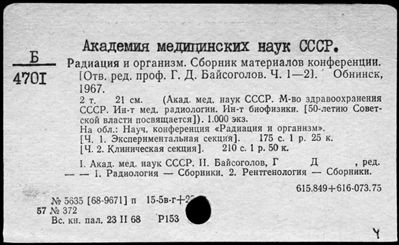 Академия медицинских наук СССР.
Б
4701
Радиация и организм. Сборник материалов конференции.
[Отв. ред. проф. Г. Д. Байсоголов. Ч. 1—2]. Обнинск,
1967.
2 т. 21 см. (Акад. мед. наук СССР. М-во здравоохранения
СССР. Ин-т мед. радиологии. Ин-т биофизики. [50-летию Совет-
ской власти посвящается]). 1.000 экз.
На обл.: Науч. конференция «Радиация и организм».
[Ч. 1. Экспериментальная секция]. 175 с. 1 р. 25 к.
[Ч. 2. Клиническая секция]. 210 с. 1 р. 50 к.
I. Акад. мед. наук СССР. II. Байсоголов, Г Д , ред.
— — 1. Радиология — Сборники. 2. Рентгенология — Сборники.
615.849+616-073.75
№ 5635 [68-9671] п 15-5в-г+
57 № 372
Вс. кн. пал. 23 II 68 Р153
Ч